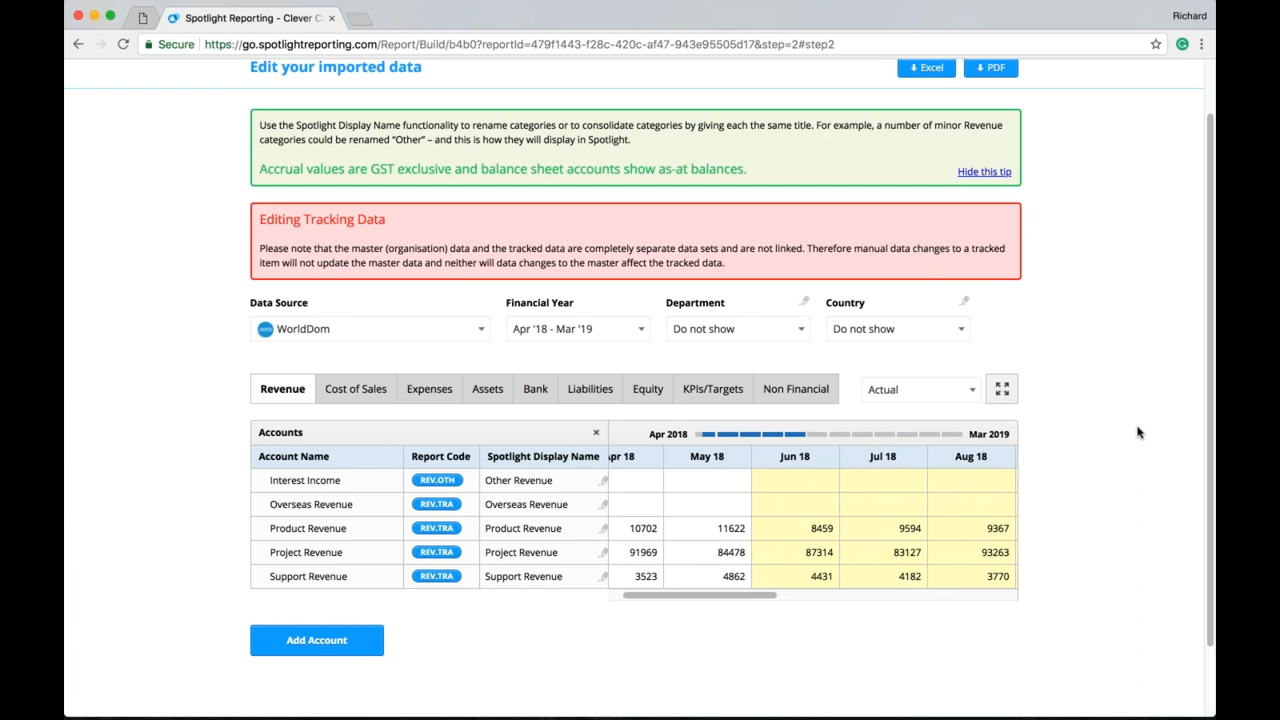 Spotlight Reporting - Clever C
Richard
Secure
https://go.spotlightreporting.com/Report/Build/b4b0?reportId=479f1443-f28c-420c-af47-943e95505d17&step=2#step2
Edit your imported data
Excel
PDF
Use the Spotlight Display Name functionality to rename categories or to consolidate categories by giving each the same title. For example, a number of minor Revenue
categories could be renamed “Other” – and this is how they will display in Spotlight.
Accrual values are GST exclusive and balance sheet accounts show as-at balances.
Hide this tip
Editing Tracking Data
Please note that the master (organisation) data and the tracked data are completely separate data sets and are not linked. Therefore manual data changes to a tracked
item will not update the master data and neither will data changes to the master affect the tracked data.
Data Source Financial Year Department Country
WorldDom Apr '18 - Mar '19 Do not show Do not show
Revenue Cost of Sales Expenses Assets Bank Liabilities Equity KPIs/Targets Non Financial Actual
Accounts × Apr 2018 Mar 2019
Account Name Report Code Spotlight Display Name pr 18 May 18 Jun 18 Jul 18 Aug 18
Interest Income REV.OTH Other Revenue
Overseas Revenue REV.TRA Overseas Revenue
Product Revenue REV.TRA Product Revenue 10702 11622 8459 9594 9367
Project Revenue REV.TRA Project Revenue 91969 84478 87314 83127 93263
Support Revenue REV.TRA Support Revenue 3523 4862 4431 4182 3770
Add Account